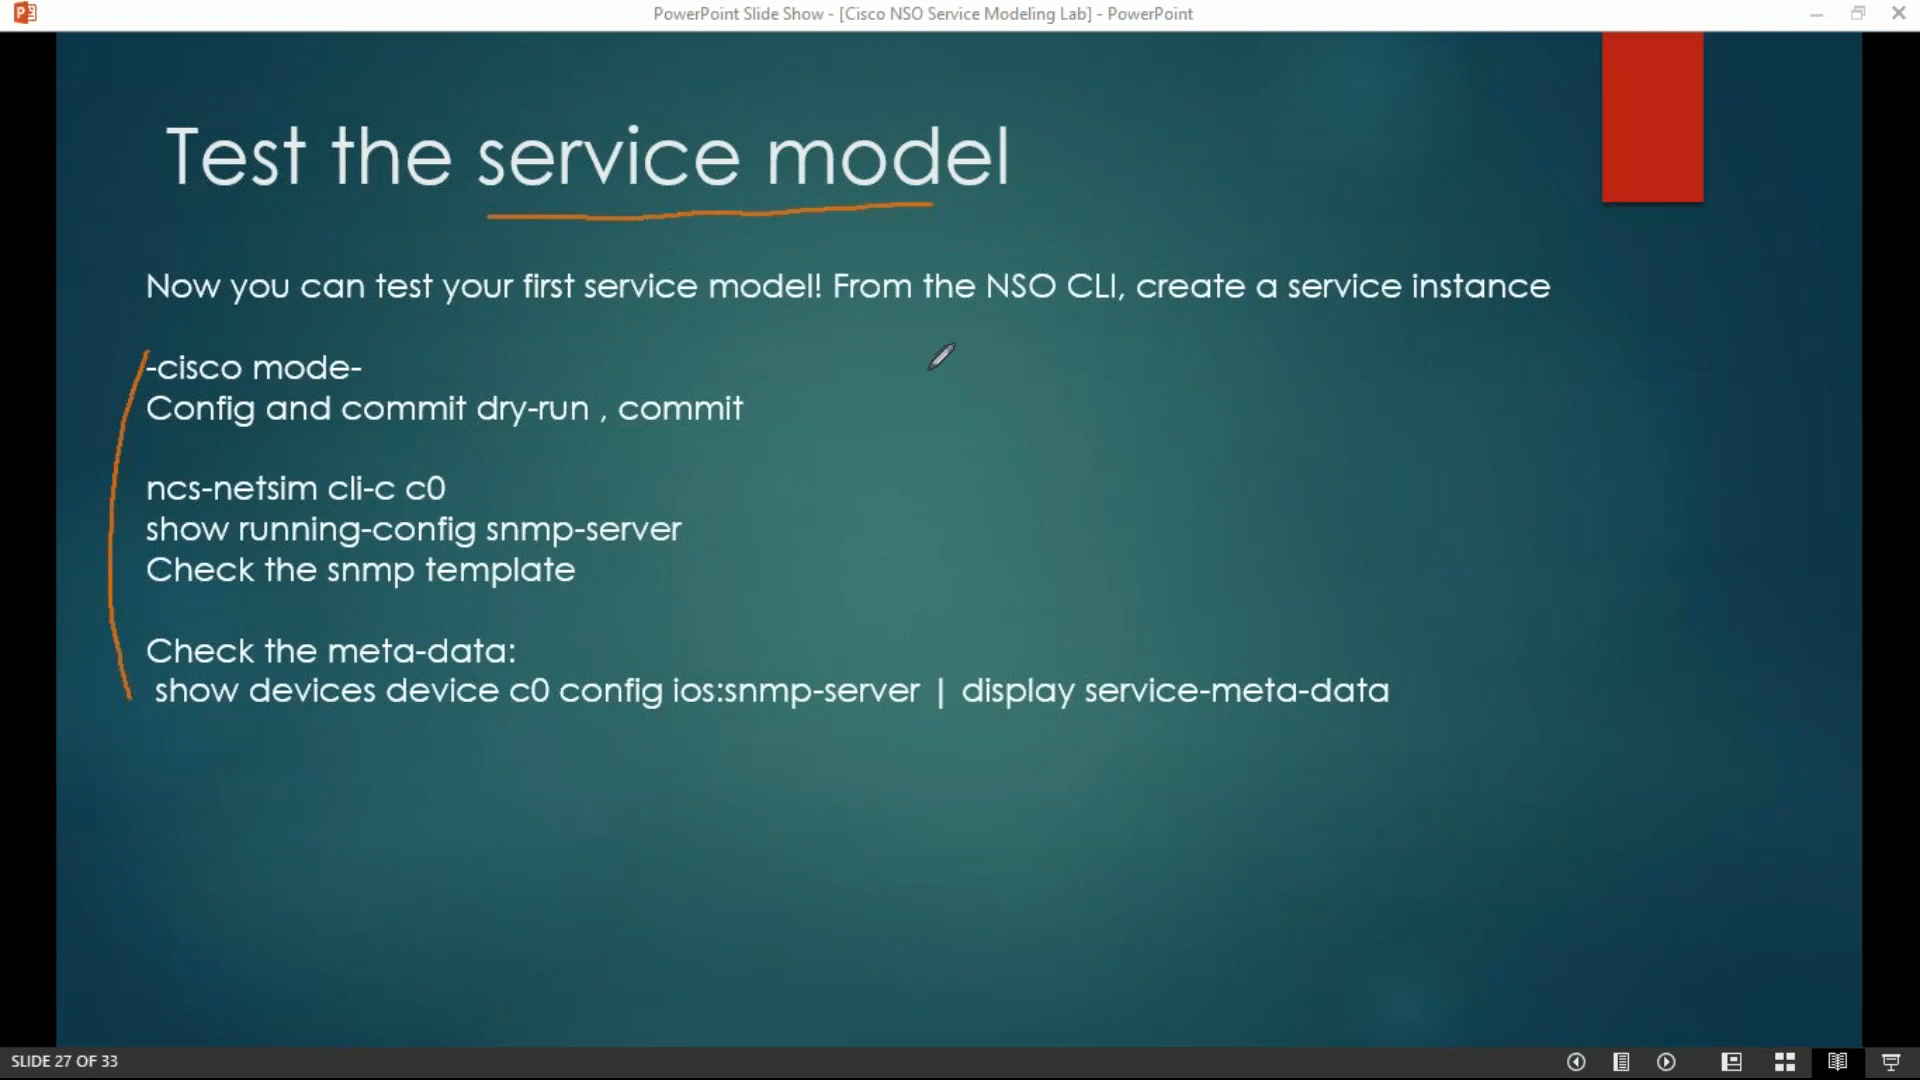 PowerPoint Slide Show - [Cisco NSO Service Modeling Lab] - PowerPoint
Test the service model
Now you can test your first service model! From the NSO CLI, create a service instance
-cisco mode-
Config and commit dry-run , commit
ncs-netsim cli-c c0
show running-config snmp-server
Check the snmp template
Check the meta-data:
show devices device c0 config ios:snmp-server | display service-meta-data
SLIDE 27 OF 33